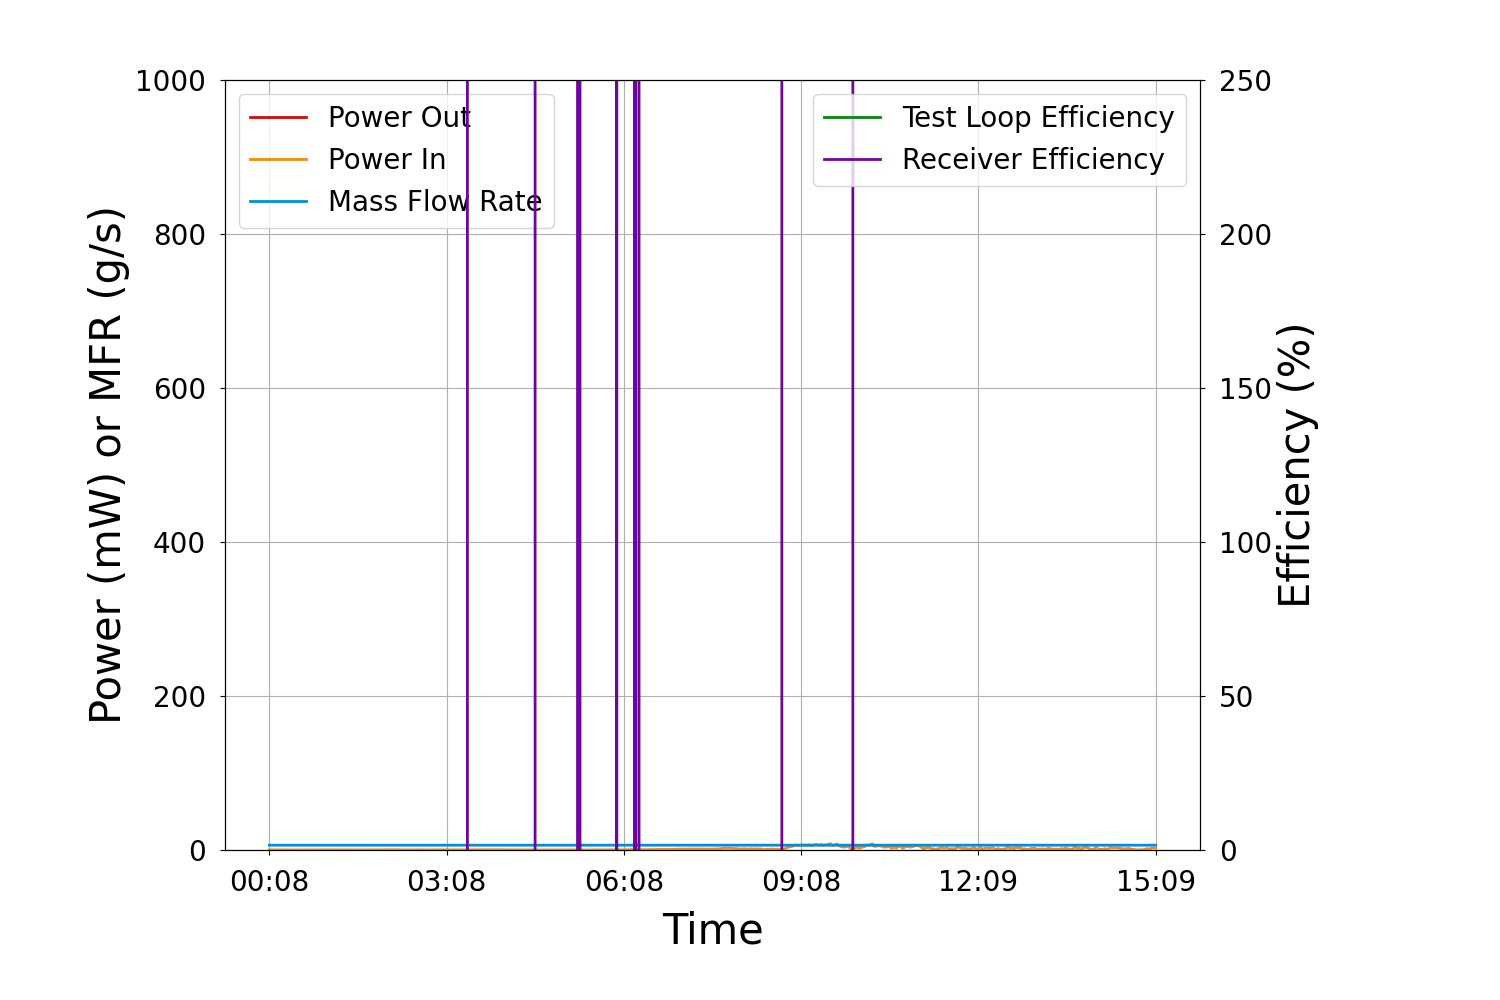 1000
800
600
400
200
0
Power (mW) or MFR (g/s)
Power Out
Power In
Mass Flow Rate
Test Loop Efficiency
Receiver Efficiency
250
200
150
100
50
0
Efficiency (%)
00:08 03:08 06:08 09:08 12:09 15:09
Time